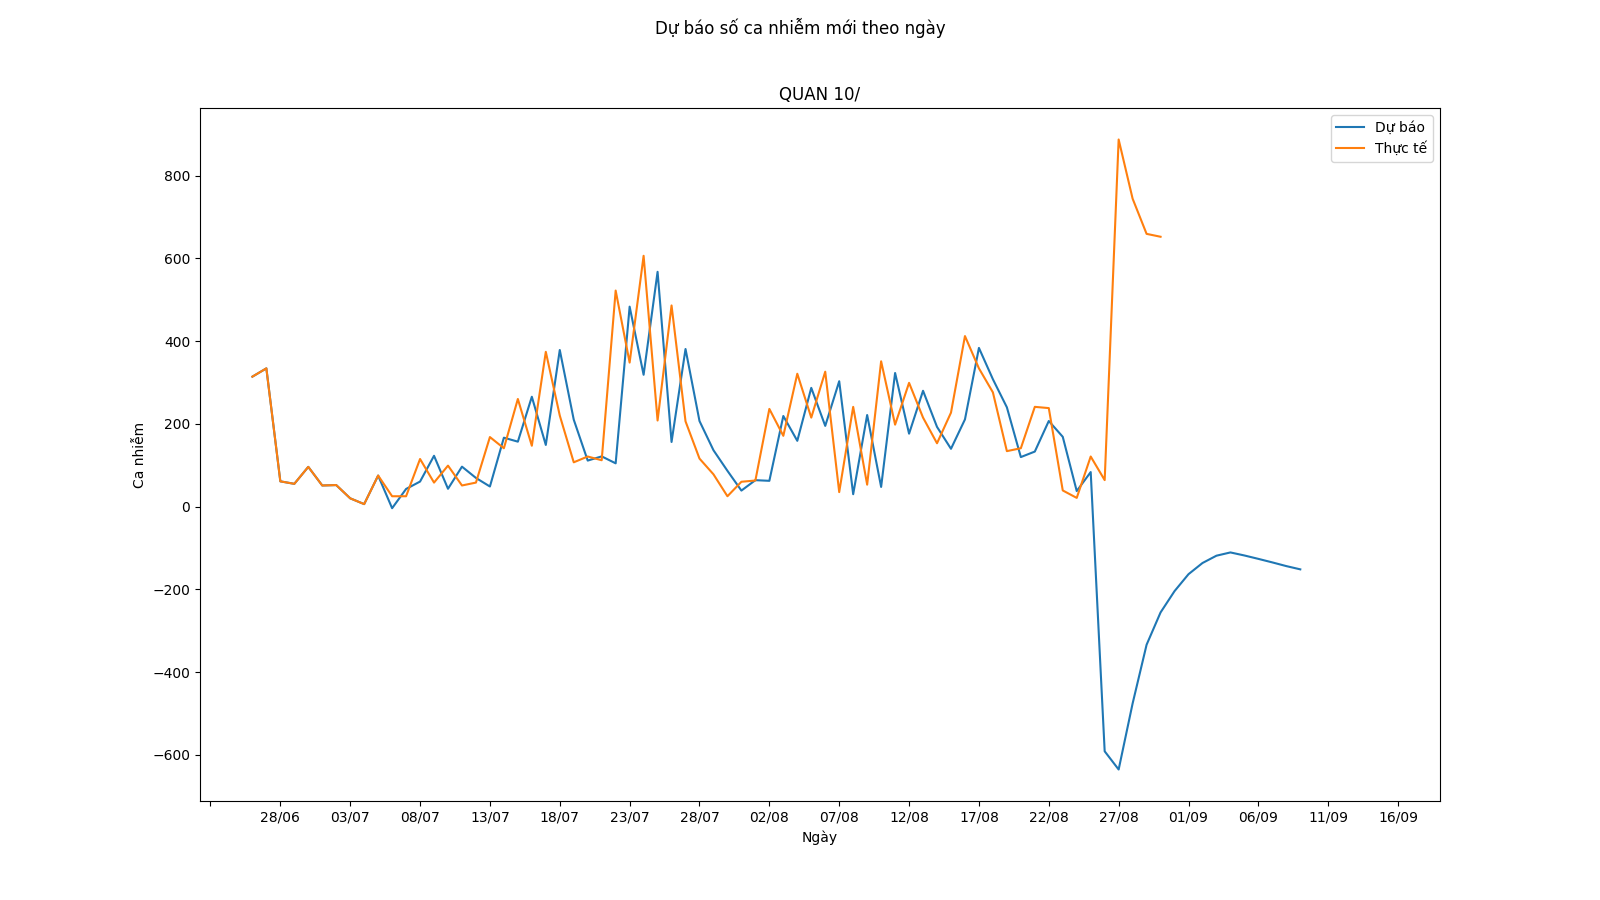 Dự báo số ca nhiễm mới theo ngày
QUAN 10/
Dự báo
Thực tế
800
600
400
200
0
−200
−400
−600
Ca nhiễm
28/06 03/07 08/07 13/07 18/07 23/07 28/07 02/08 07/08 12/08 17/08 22/08 27/08 01/09 06/09 11/09 16/09
Ngày